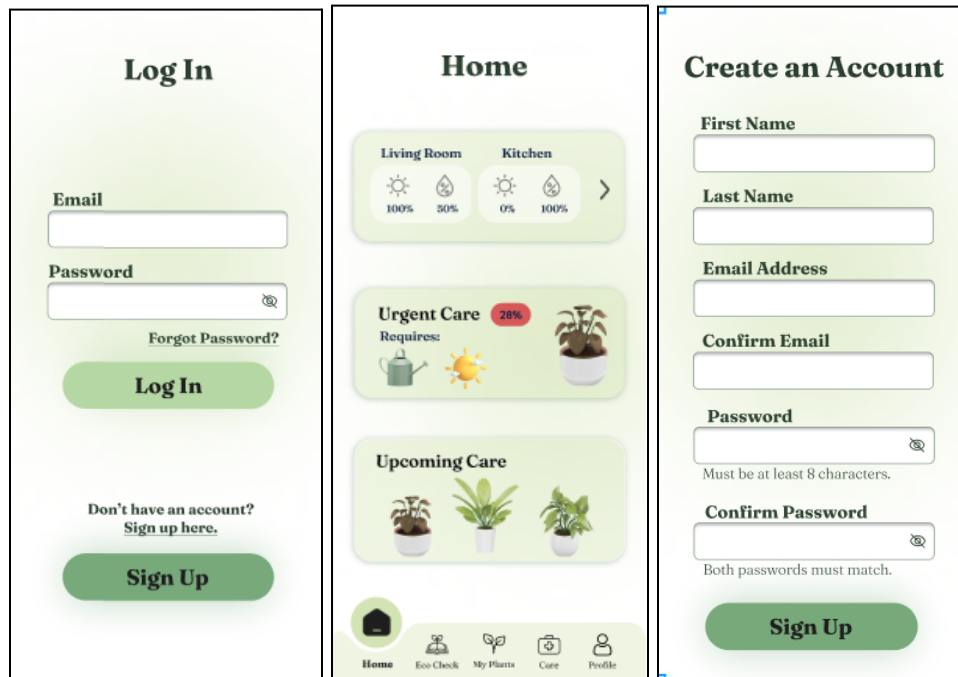 Log In
Email
Password
Forgot Password?
Log In
Don't have an account?
Sign up here.
Sign Up
Home
Living Room Kitchen
100% 50% 0% 100%
Urgent Care 28%
Requires:
Upcoming Care
Home Eco Check My Plants Care Profile
Create an Account
First Name
Last Name
Email Address
Confirm Email
Password
Must be at least 8 characters.
Confirm Password
Both passwords must match.
Sign Up